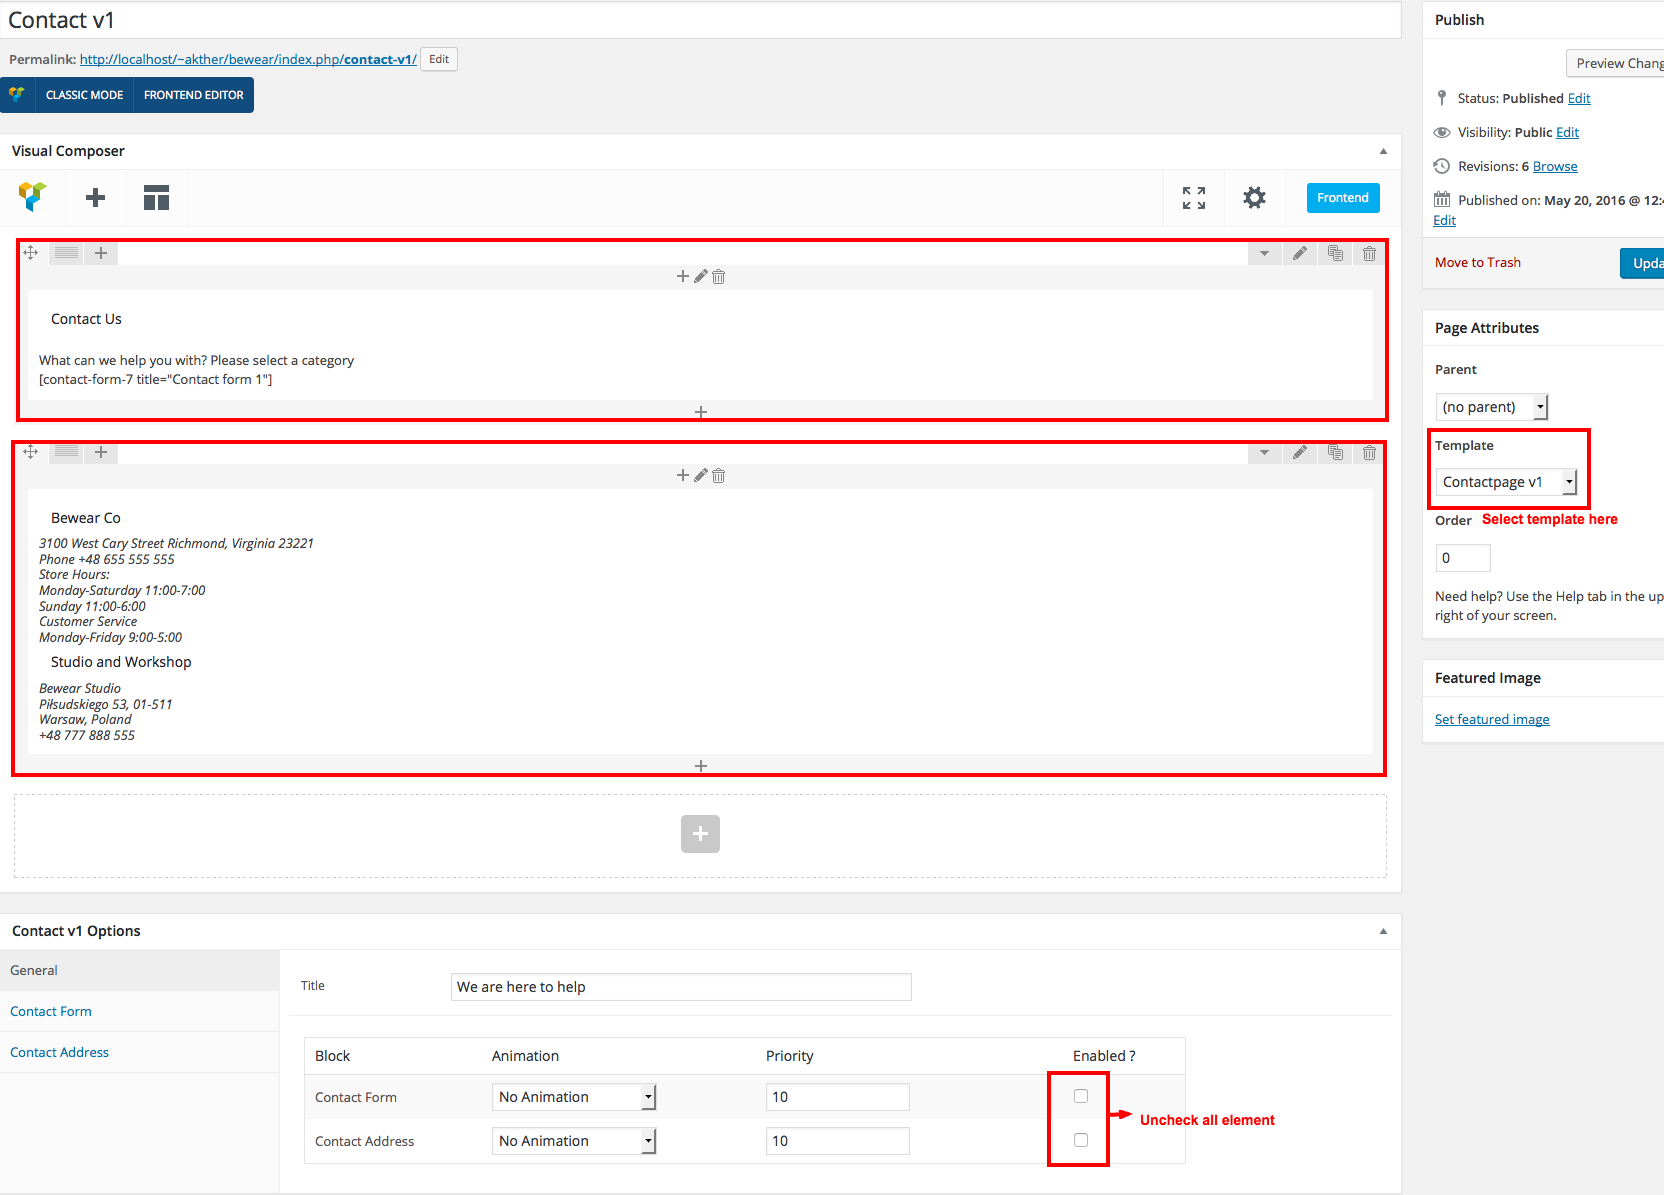 Contact v1
Permalink: http://localhost/~akther/bewear/index.php/contact-v1/ Edit
CLASSIC MODE FRONTEND EDITOR
Visual Composer
Frontend
Contact Us
What can we help you with? Please select a category
[contact-form-7 title="Contact form 1"]
Bewear Co
3100 West Cary Street Richmond, Virginia 23221
Phone +48 655 555 555
Store Hours:
Monday-Saturday 11:00-7:00
Sunday 11:00-6:00
Customer Service
Monday-Friday 9:00-5:00
Studio and Workshop
Bewear Studio
Piłsudskiego 53, 01-511
Warsaw, Poland
+48 777 888 555
Contact v1 Options
General
Contact Form
Contact Address
Title We are here to help
Block Animation Priority Enabled ?
Contact Form No Animation 10
Contact Address No Animation 10
Uncheck all element
Publish
Preview Chang
Status: Published Edit
Visibility: Public Edit
Revisions: 6 Browse
Published on: May 20, 2016 @ 12:4
Edit
Move to Trash Upda
Page Attributes
Parent
(no parent)
Template
Contactpage v1
Order Select template here
0
Need help? Use the Help tab in the up
right of your screen.
Featured Image
Set featured image